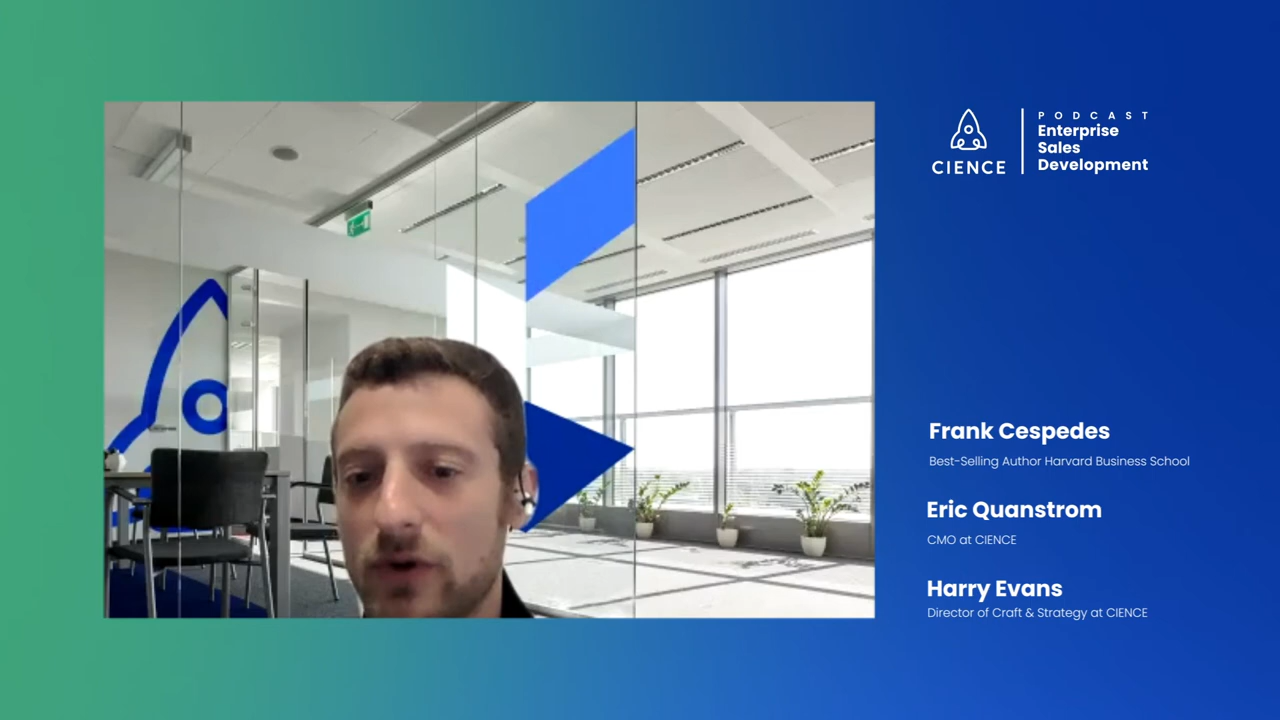 CIENCE
PODCAST
Enterprise
Sales
Development
Frank Cespedes
Best-Selling Author Harvard Business School
Eric Quanstrom
CMO at CIENCE
Harry Evans
Director of Craft & Strategy at CIENCE